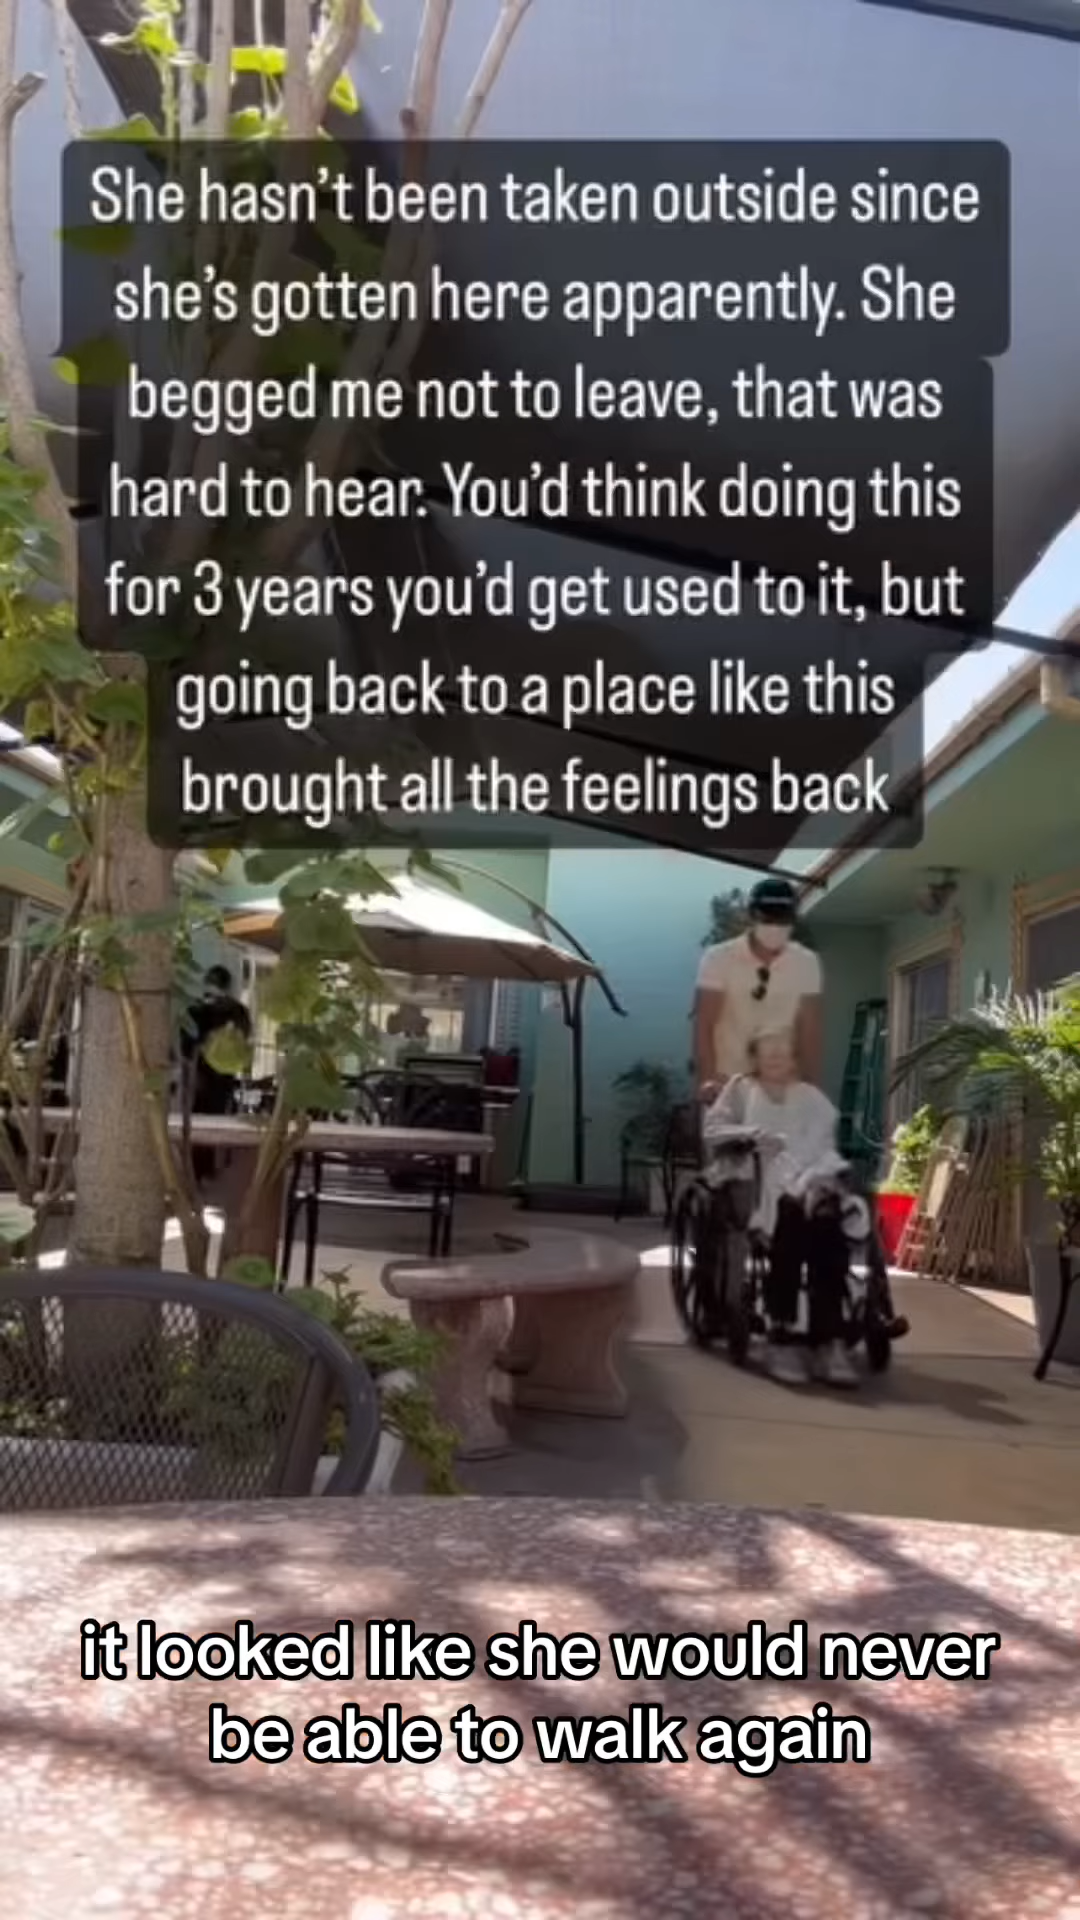 She hasn't been taken outside since
she's gotten here apparently. She
begged me not to leave, that was
hard to hear. You'd think doing this
for 3 years you'd get used to it, but
going back to a place like this
brought all the feelings back
it looked like she would never
be able to walk again